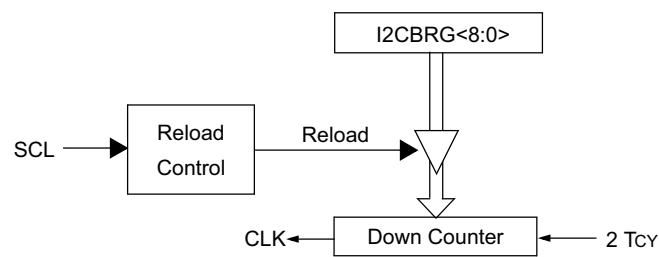 I2CBRG<8:0>
SCL
Reload
Control
Reload
CLK
Down Counter
2 TCY